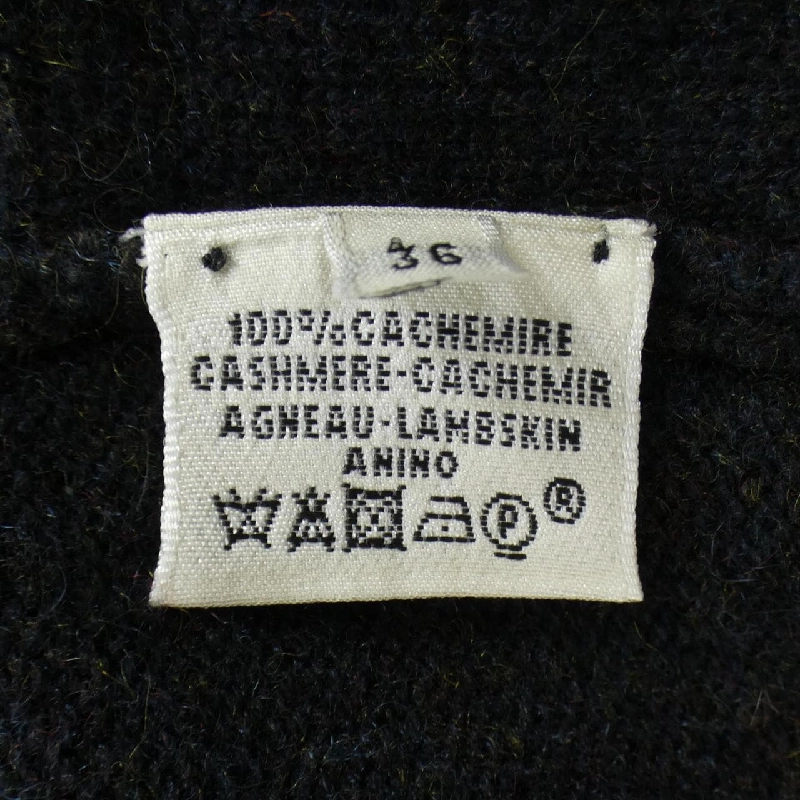 36
100% CACHEMIRE
CASHMERE-CACHEMIR
AGNEAU-LAMBSKIN
ANINO
P
R